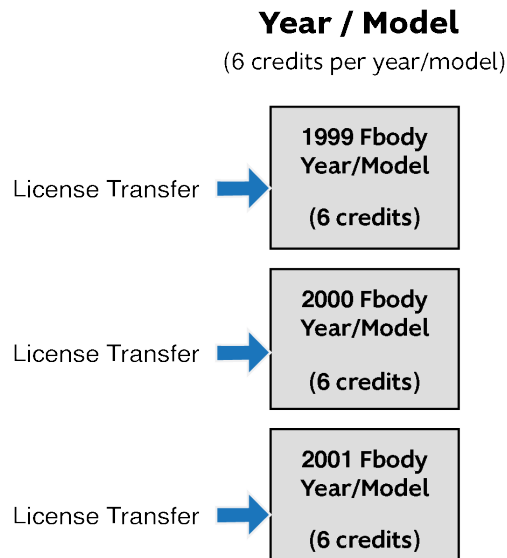 Year / Model
(6 credits per year/model)
1999 Fbody
Year/Model
(6 credits)
License Transfer
2000 Fbody
Year/Model
(6 credits)
License Transfer
2001 Fbody
Year/Model
(6 credits)
License Transfer